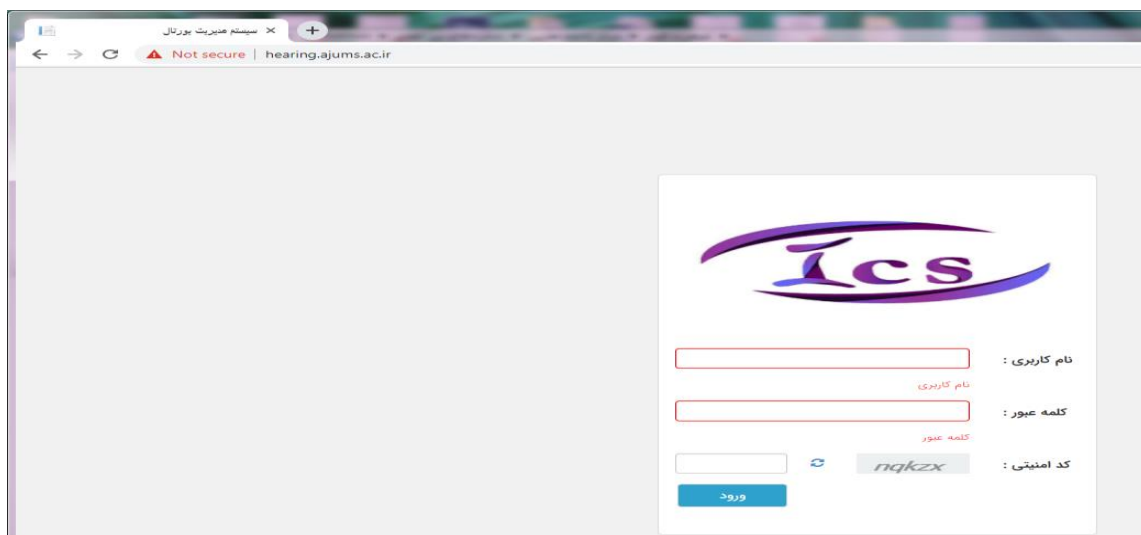 سیستم مدیریت پورتال
Not secure | hearing.ajums.ac.ir
Ics
نام کاربری :
نام کاربری
کلمه عبور :
کلمه عبور
کد امنیتی :
nqkzx
ورود